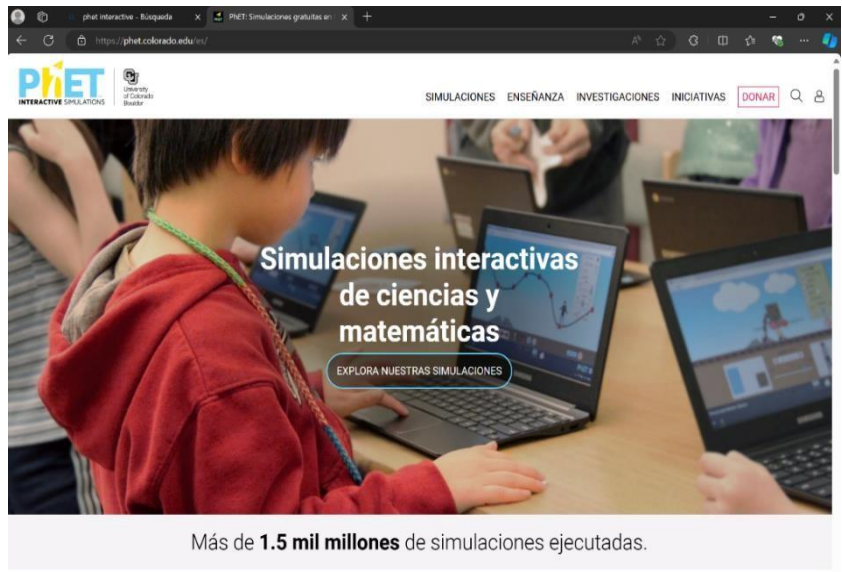 phet interactive - Búsqueda
PhET: Simulaciones gratuitas en
https://phet.colorado.edu/es/
PhET
INTERACTIVE SIMULATIONS
University
of Colorado
Boulder
SIMULACIONES ENSEÑANZA INVESTIGACIONES INICIATIVAS DONAR
Simulaciones interactivas
de ciencias y
matemáticas
EXPLORA NUESTRAS SIMULACIONES
SAMSUNG
Más de 1.5 mil millones de simulaciones ejecutadas.